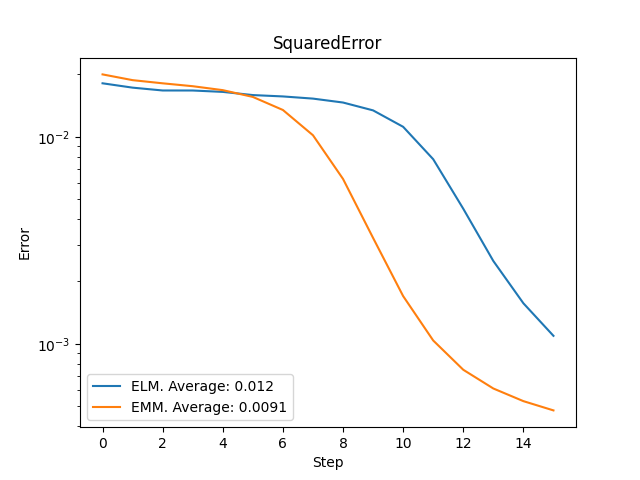 SquaredError
Error
10⁻²
10⁻³
ELM. Average: 0.012
EMM. Average: 0.0091
0 2 4 6 8 10 12 14
Step